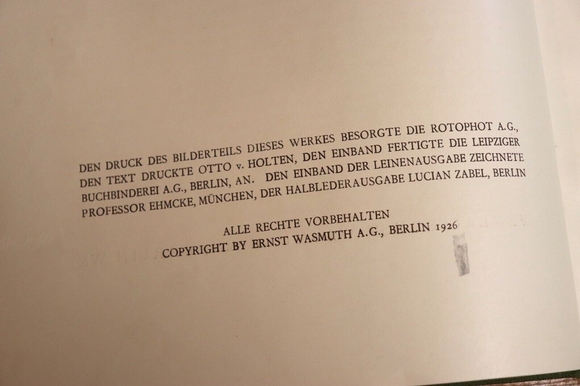 DEN DRUCK DES BILDERTEILS DIESES WERKES BESORGTE DIE ROTOPHOT A.G.,
DEN TEXT DRUCKTE OTTO v. HOLTEN, DEN EINBAND FERTIGTE DIE LEIPZIGER
BUCHBINDEREI A.G., BERLIN, AN. DEN EINBAND DER LEINENAUSGABE ZEICHNETE
PROFESSOR EHMCKE, MÜNCHEN, DER HALBLEDERAUSGABE LUCIAN ZABEL, BERLIN
ALLE RECHTE VORBEHALTEN
COPYRIGHT BY ERNST WASMUTH A.G., BERLIN 1926